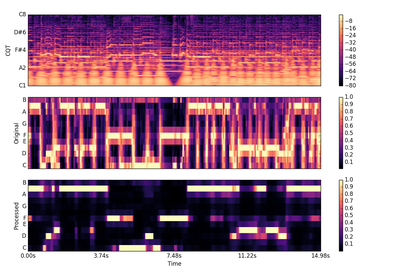 C8
D#6
F#4
A2
C1
CQT
−8
−16
−24
−32
−40
−48
−56
−64
−72
−80
B
A
G
F
E
D
C
Original
1.0
0.9
0.8
0.7
0.6
0.5
0.4
0.3
0.2
0.1
B
A
G
F
E
D
C
Processed
1.0
0.9
0.8
0.7
0.6
0.5
0.4
0.3
0.2
0.1
0.00s 3.74s 7.48s 11.22s 14.98s
Time